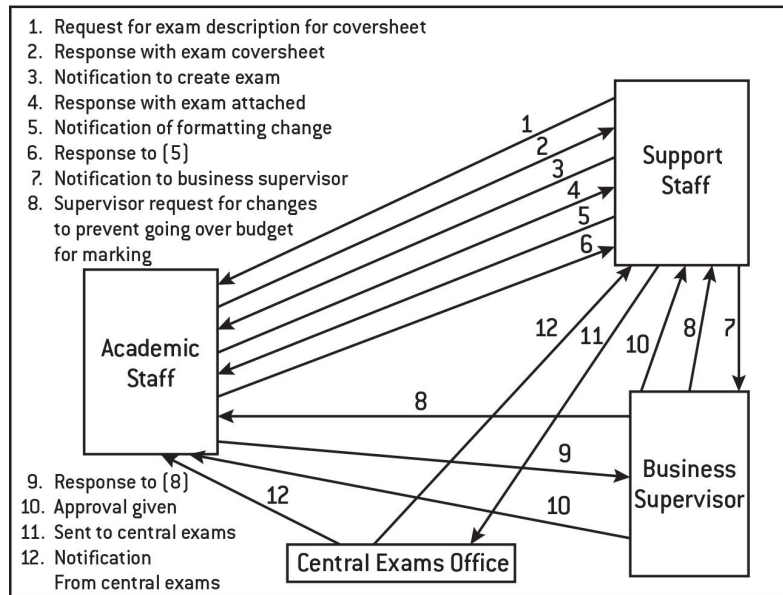 1. Request for exam description for coversheet
2. Response with exam coversheet
3. Notification to create exam
4. Response with exam attached
5. Notification of formatting change
6. Response to (5)
7. Notification to business supervisor
8. Supervisor request for changes
to prevent going over budget
for marking
1
2
3
4
5
6
Support
Staff
Academic
Staff
12
11
10
8
7
8
9
Business
Supervisor
10
12
9. Response to (8)
10. Approval given
11. Sent to central exams
12. Notification
From central exams
Central Exams Office